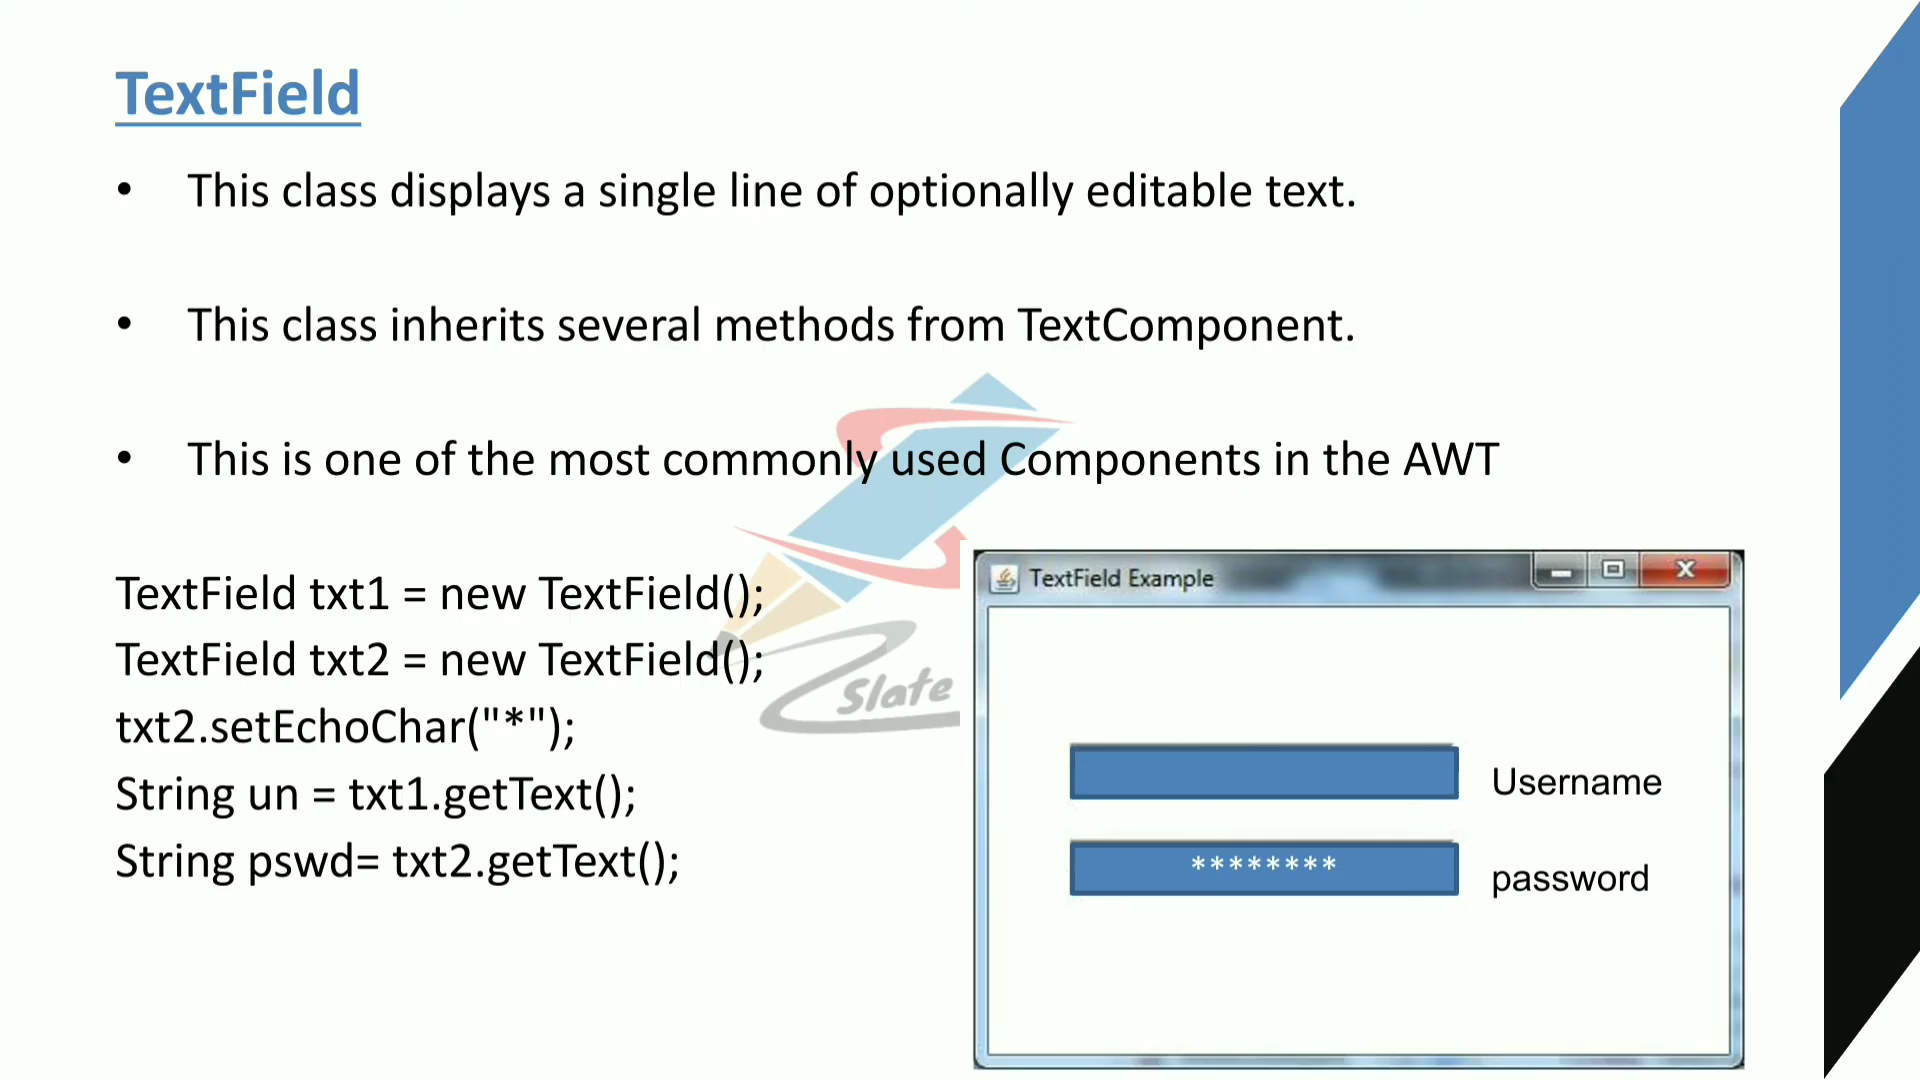 TextField
• This class displays a single line of optionally editable text.
• This class inherits several methods from TextComponent.
• This is one of the most commonly used Components in the AWT
TextField txt1 = new TextField();
TextField txt2 = new TextField();
txt2.setEchoChar("*");
String un = txt1.getText();
String pswd= txt2.getText();
Slate
TextField Example
Username
******** password